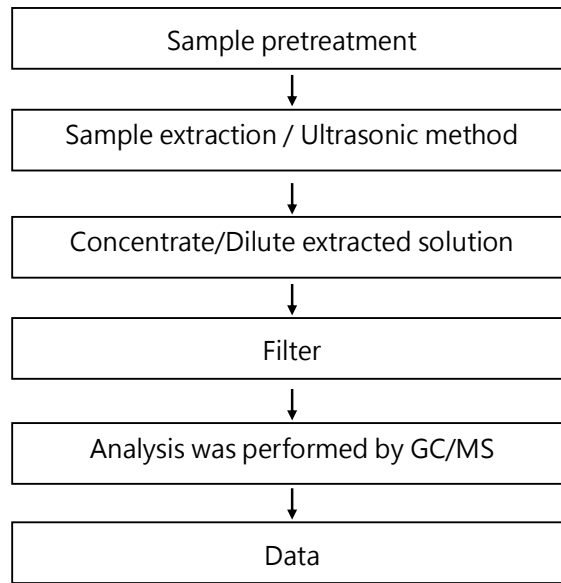 Sample pretreatment
Sample extraction / Ultrasonic method
Concentrate/Dilute extracted solution
Filter
Analysis was performed by GC/MS
Data